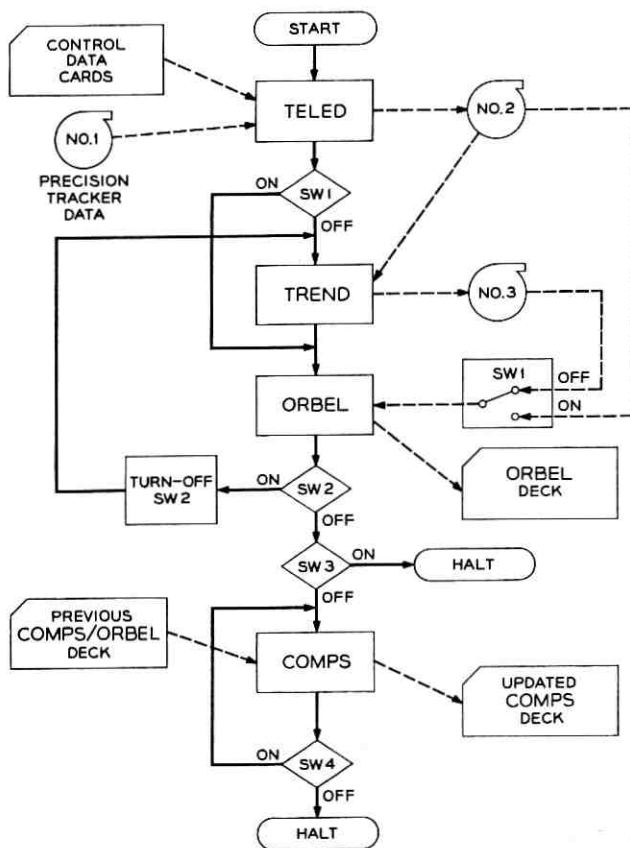 START
CONTROL
DATA
CARDS
TELED
NO.1
NO.2
PRECISION
TRACKER
DATA
ON
SW1
OFF
TREND
NO.3
SW1
OFF
ON
ORBEL
TURN-OFF
SW2
ON
SW2
OFF
ORBEL
DECK
SW3
ON
HALT
OFF
PREVIOUS
COMPS/ORBEL
DECK
COMPS
UPDATED
COMPS
DECK
ON
SW4
OFF
HALT